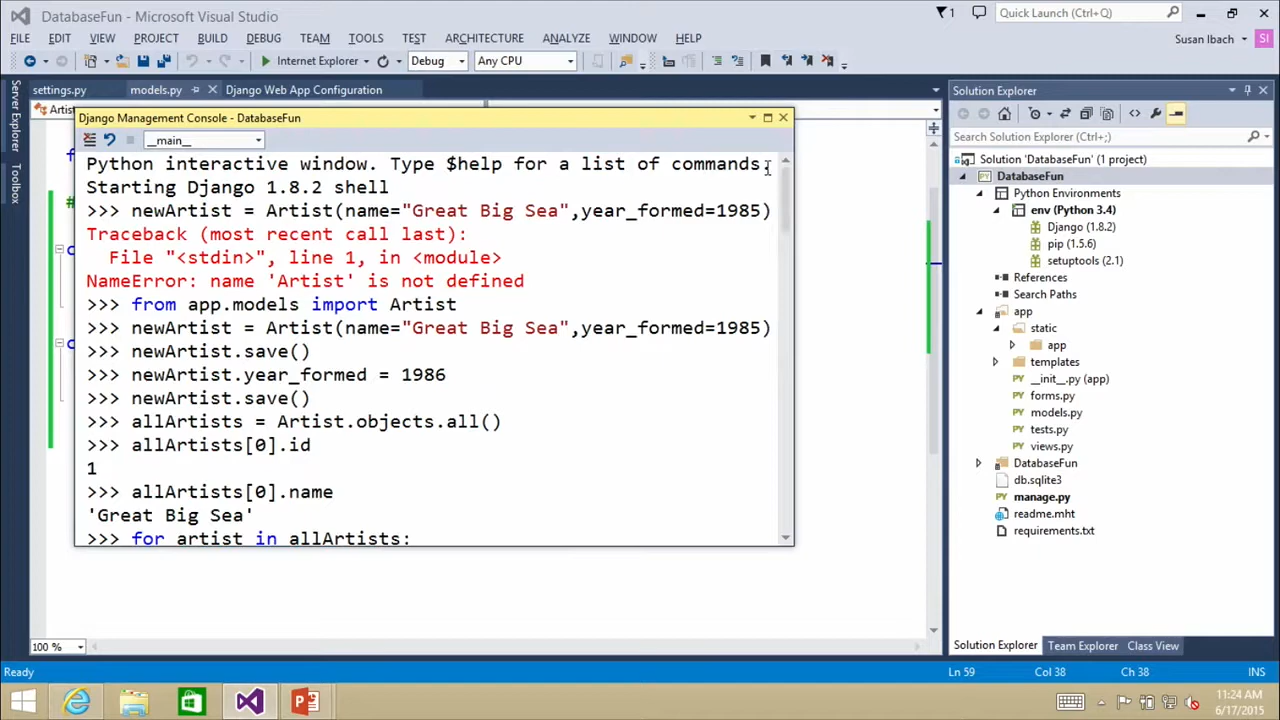 DatabaseFun - Microsoft Visual Studio
1
Quick Launch (Ctrl+Q)
FILE EDIT VIEW PROJECT BUILD DEBUG TEAM TOOLS TEST ARCHITECTURE ANALYZE WINDOW HELP
Susan Ibach
SI
Internet Explorer
Debug
Any CPU
Server Explorer
Toolbox
settings.py
models.py
Django Web App Configuration
Artis
Django Management Console - DatabaseFun
__main__
Python interactive window. Type $help for a list of commands.
Starting Django 1.8.2 shell
>>> newArtist = Artist(name="Great Big Sea",year_formed=1985)
Traceback (most recent call last):
File "<stdin>", line 1, in <module>
NameError: name 'Artist' is not defined
>>> from app.models import Artist
>>> newArtist = Artist(name="Great Big Sea",year_formed=1985)
>>> newArtist.save()
>>> newArtist.year_formed = 1986
>>> newArtist.save()
>>> allArtists = Artist.objects.all()
>>> allArtists[0].id
1
>>> allArtists[0].name
'Great Big Sea'
>>> for artist in allArtists:
100 %
Solution Explorer
Search Solution Explorer (Ctrl+;)
Solution 'DatabaseFun' (1 project)
DatabaseFun
Python Environments
env (Python 3.4)
Django (1.8.2)
pip (1.5.6)
setuptools (2.1)
References
Search Paths
app
static
app
templates
__init__.py (app)
forms.py
models.py
tests.py
views.py
DatabaseFun
db.sqlite3
manage.py
readme.mht
requirements.txt
Solution Explorer Team Explorer Class View
Ready
Ln 59
Col 38
Ch 38
INS
11:24 AM
6/17/2015